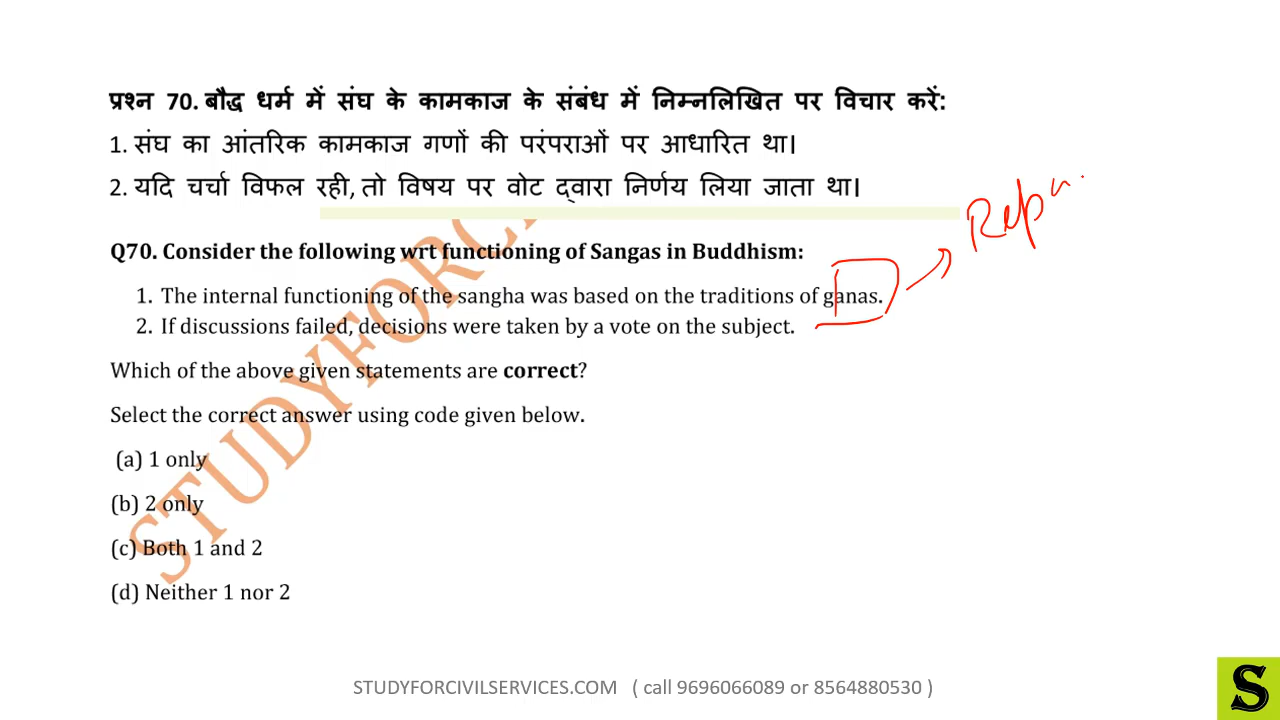 प्रश्न 70. बौद्ध धर्म में संघ के कामकाज के संबंध में निम्नलिखित पर विचार करें:
1. संघ का आंतरिक कामकाज गणों की परंपराओं पर आधारित था।
2. यदि चर्चा विफल रही, तो विषय पर वोट द्वारा निर्णय लिया जाता था।
Q70. Consider the following wrt functioning of Sangas in Buddhism:
1. The internal functioning of the sangha was based on the traditions of ganas.
2. If discussions failed, decisions were taken by a vote on the subject.
Which of the above given statements are correct?
Select the correct answer using code given below.
(a) 1 only
(b) 2 only
(c) Both 1 and 2
(d) Neither 1 nor 2
STUDYFORCIVILSERVICES.COM ( call 9696066089 or 8564880530 )
S